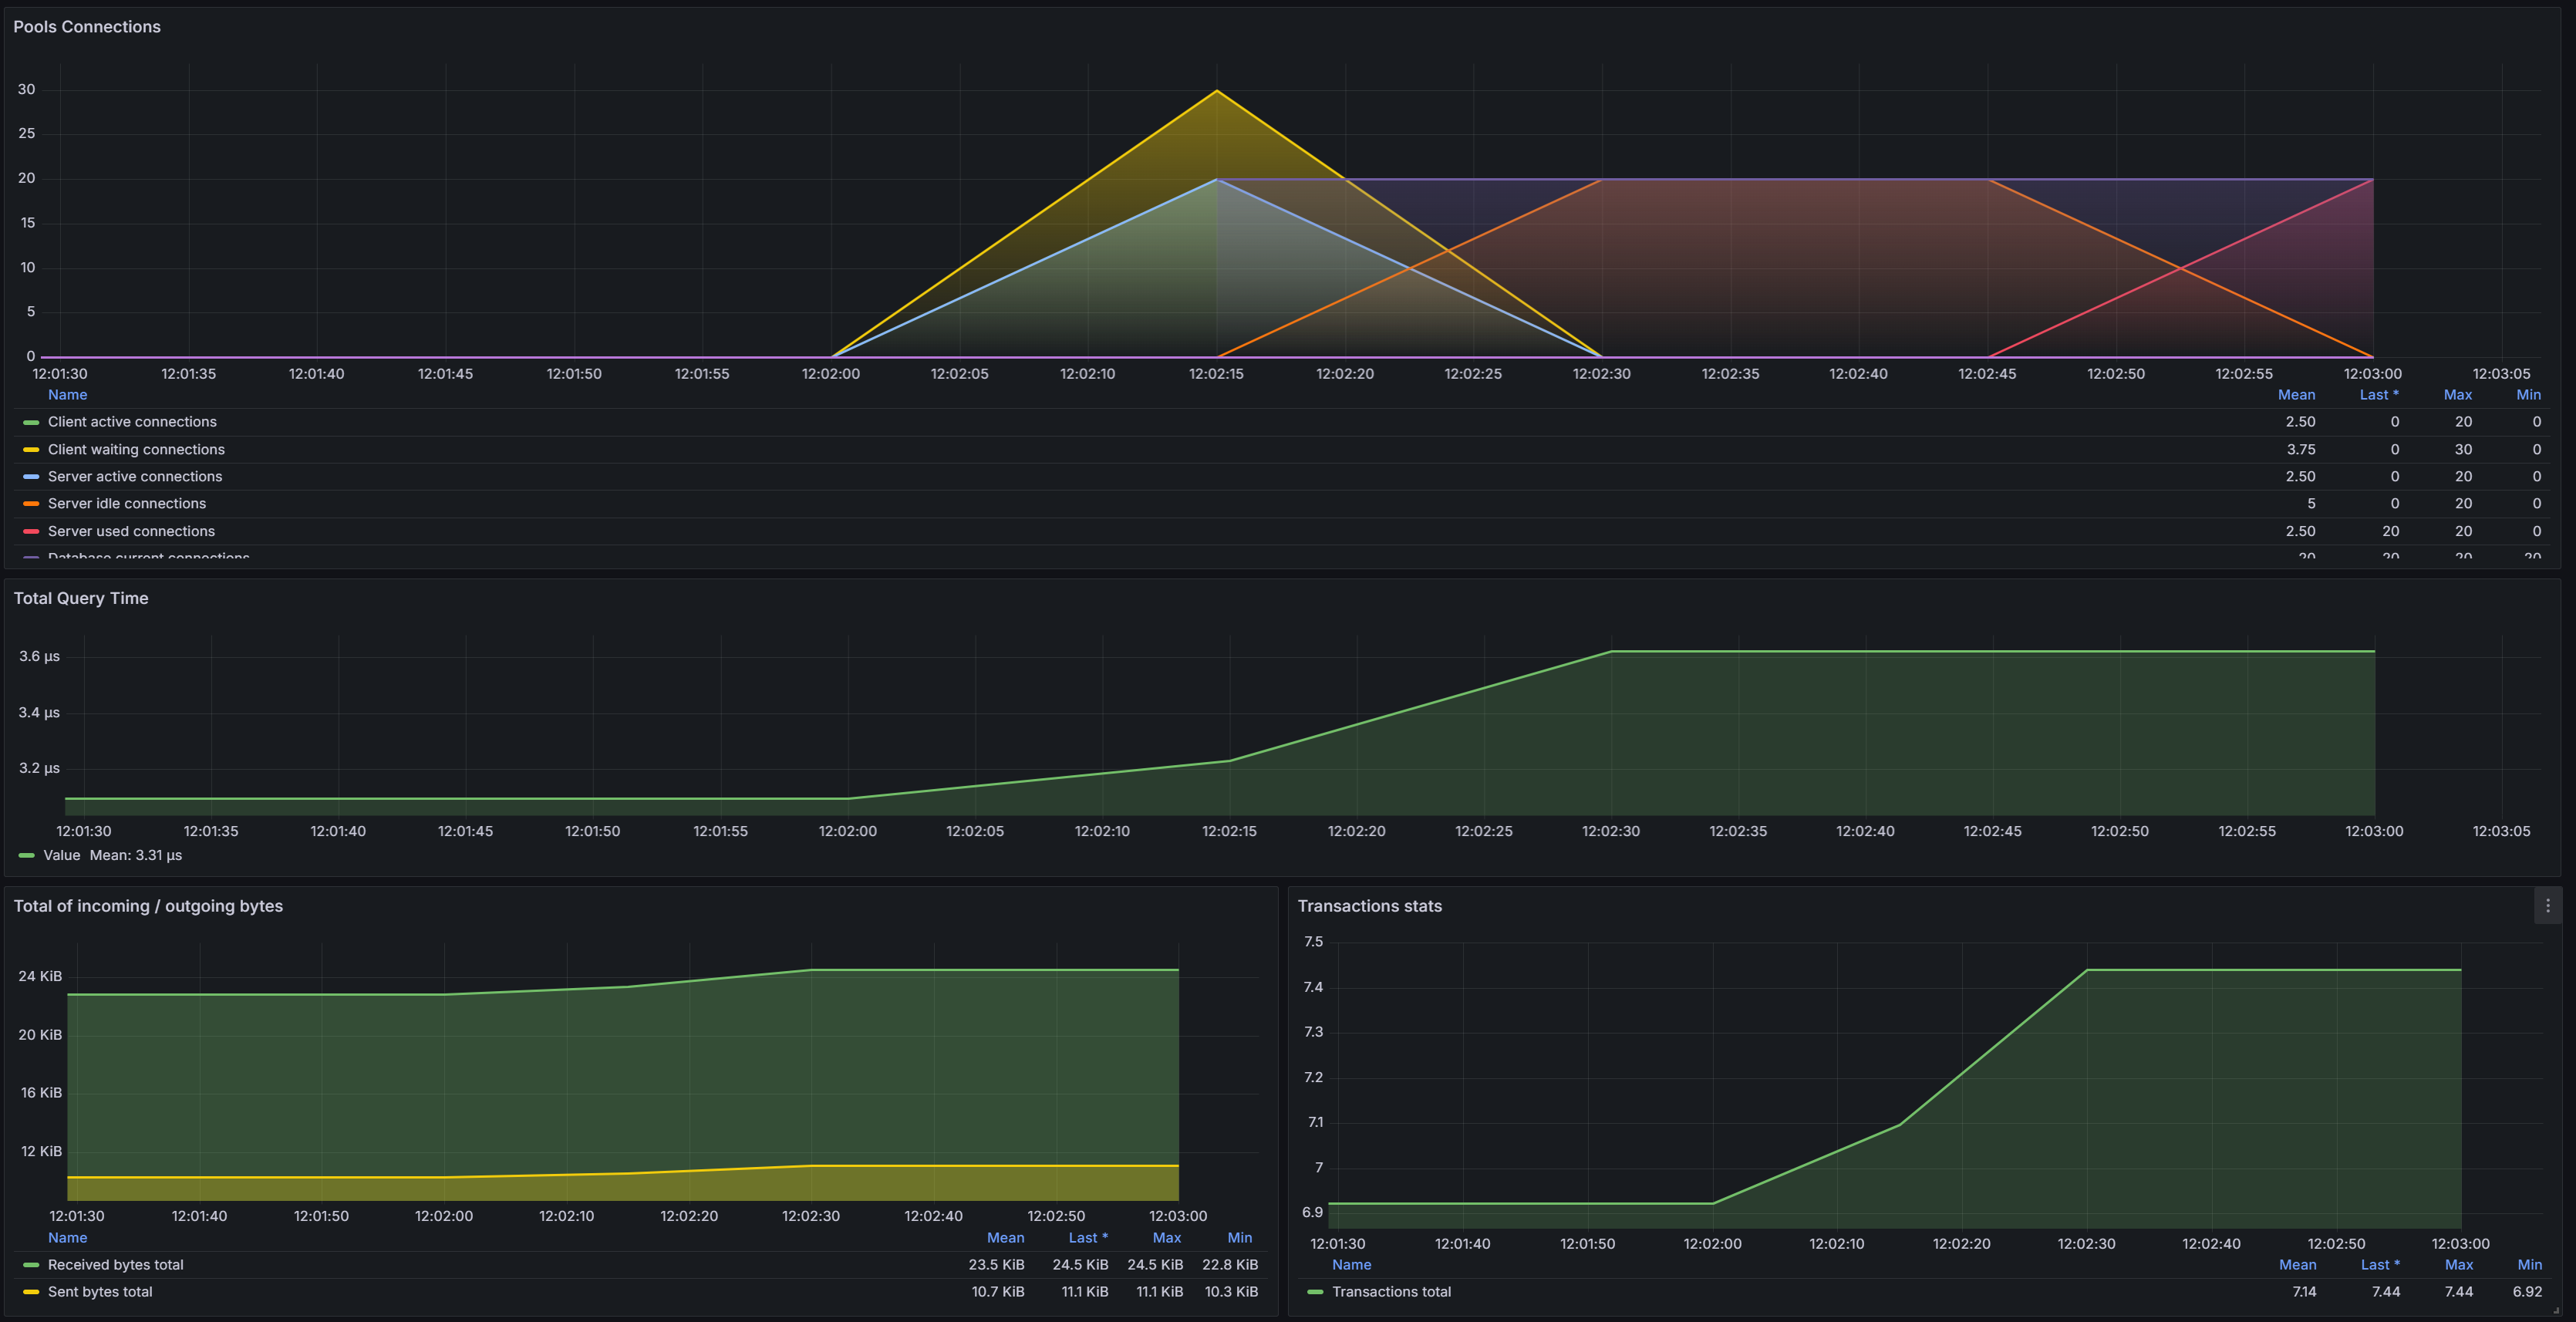 Pools Connections
30
25
20
15
10
5
0
12:01:30 12:01:35 12:01:40 12:01:45 12:01:50 12:01:55 12:02:00 12:02:05 12:02:10 12:02:15 12:02:20 12:02:25 12:02:30 12:02:35 12:02:40 12:02:45 12:02:50 12:02:55 12:03:00 12:03:05
Name Mean Last * Max Min
Client active connections 2.50 0 20 0
Client waiting connections 3.75 0 30 0
Server active connections 2.50 0 20 0
Server idle connections 5 0 20 0
Server used connections 2.50 20 20 0
Database current connections 20 20 20 20
Total Query Time
3.6 µs
3.4 µs
3.2 µs
12:01:30 12:01:35 12:01:40 12:01:45 12:01:50 12:01:55 12:02:00 12:02:05 12:02:10 12:02:15 12:02:20 12:02:25 12:02:30 12:02:35 12:02:40 12:02:45 12:02:50 12:02:55 12:03:00 12:03:05
Value Mean: 3.31 µs
Total of incoming / outgoing bytes
24 KiB
20 KiB
16 KiB
12 KiB
12:01:30 12:01:40 12:01:50 12:02:00 12:02:10 12:02:20 12:02:30 12:02:40 12:02:50 12:03:00
Name Mean Last * Max Min
Received bytes total 23.5 KiB 24.5 KiB 24.5 KiB 22.8 KiB
Sent bytes total 10.7 KiB 11.1 KiB 11.1 KiB 10.3 KiB
Transactions stats
7.5
7.4
7.3
7.2
7.1
7
6.9
12:01:30 12:01:40 12:01:50 12:02:00 12:02:10 12:02:20 12:02:30 12:02:40 12:02:50 12:03:00
Name Mean Last * Max Min
Transactions total 7.14 7.44 7.44 6.92